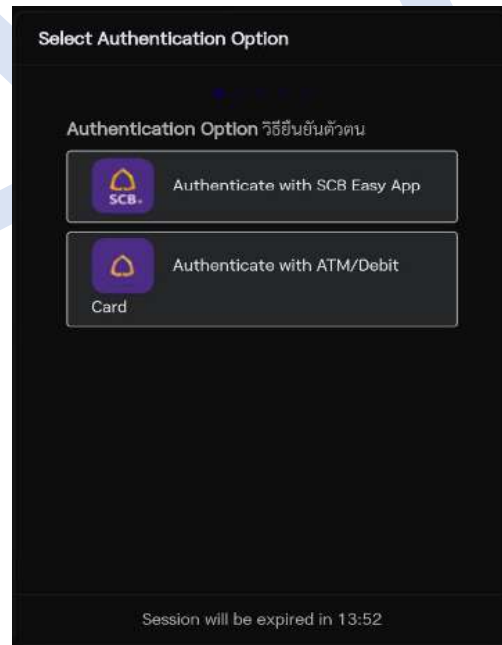 Select Authentication Option
Authentication Option วิธียืนยันตัวตน
SCB
Authenticate with SCB Easy App
Authenticate with ATM/Debit
Card
Session will be expired in 13:52